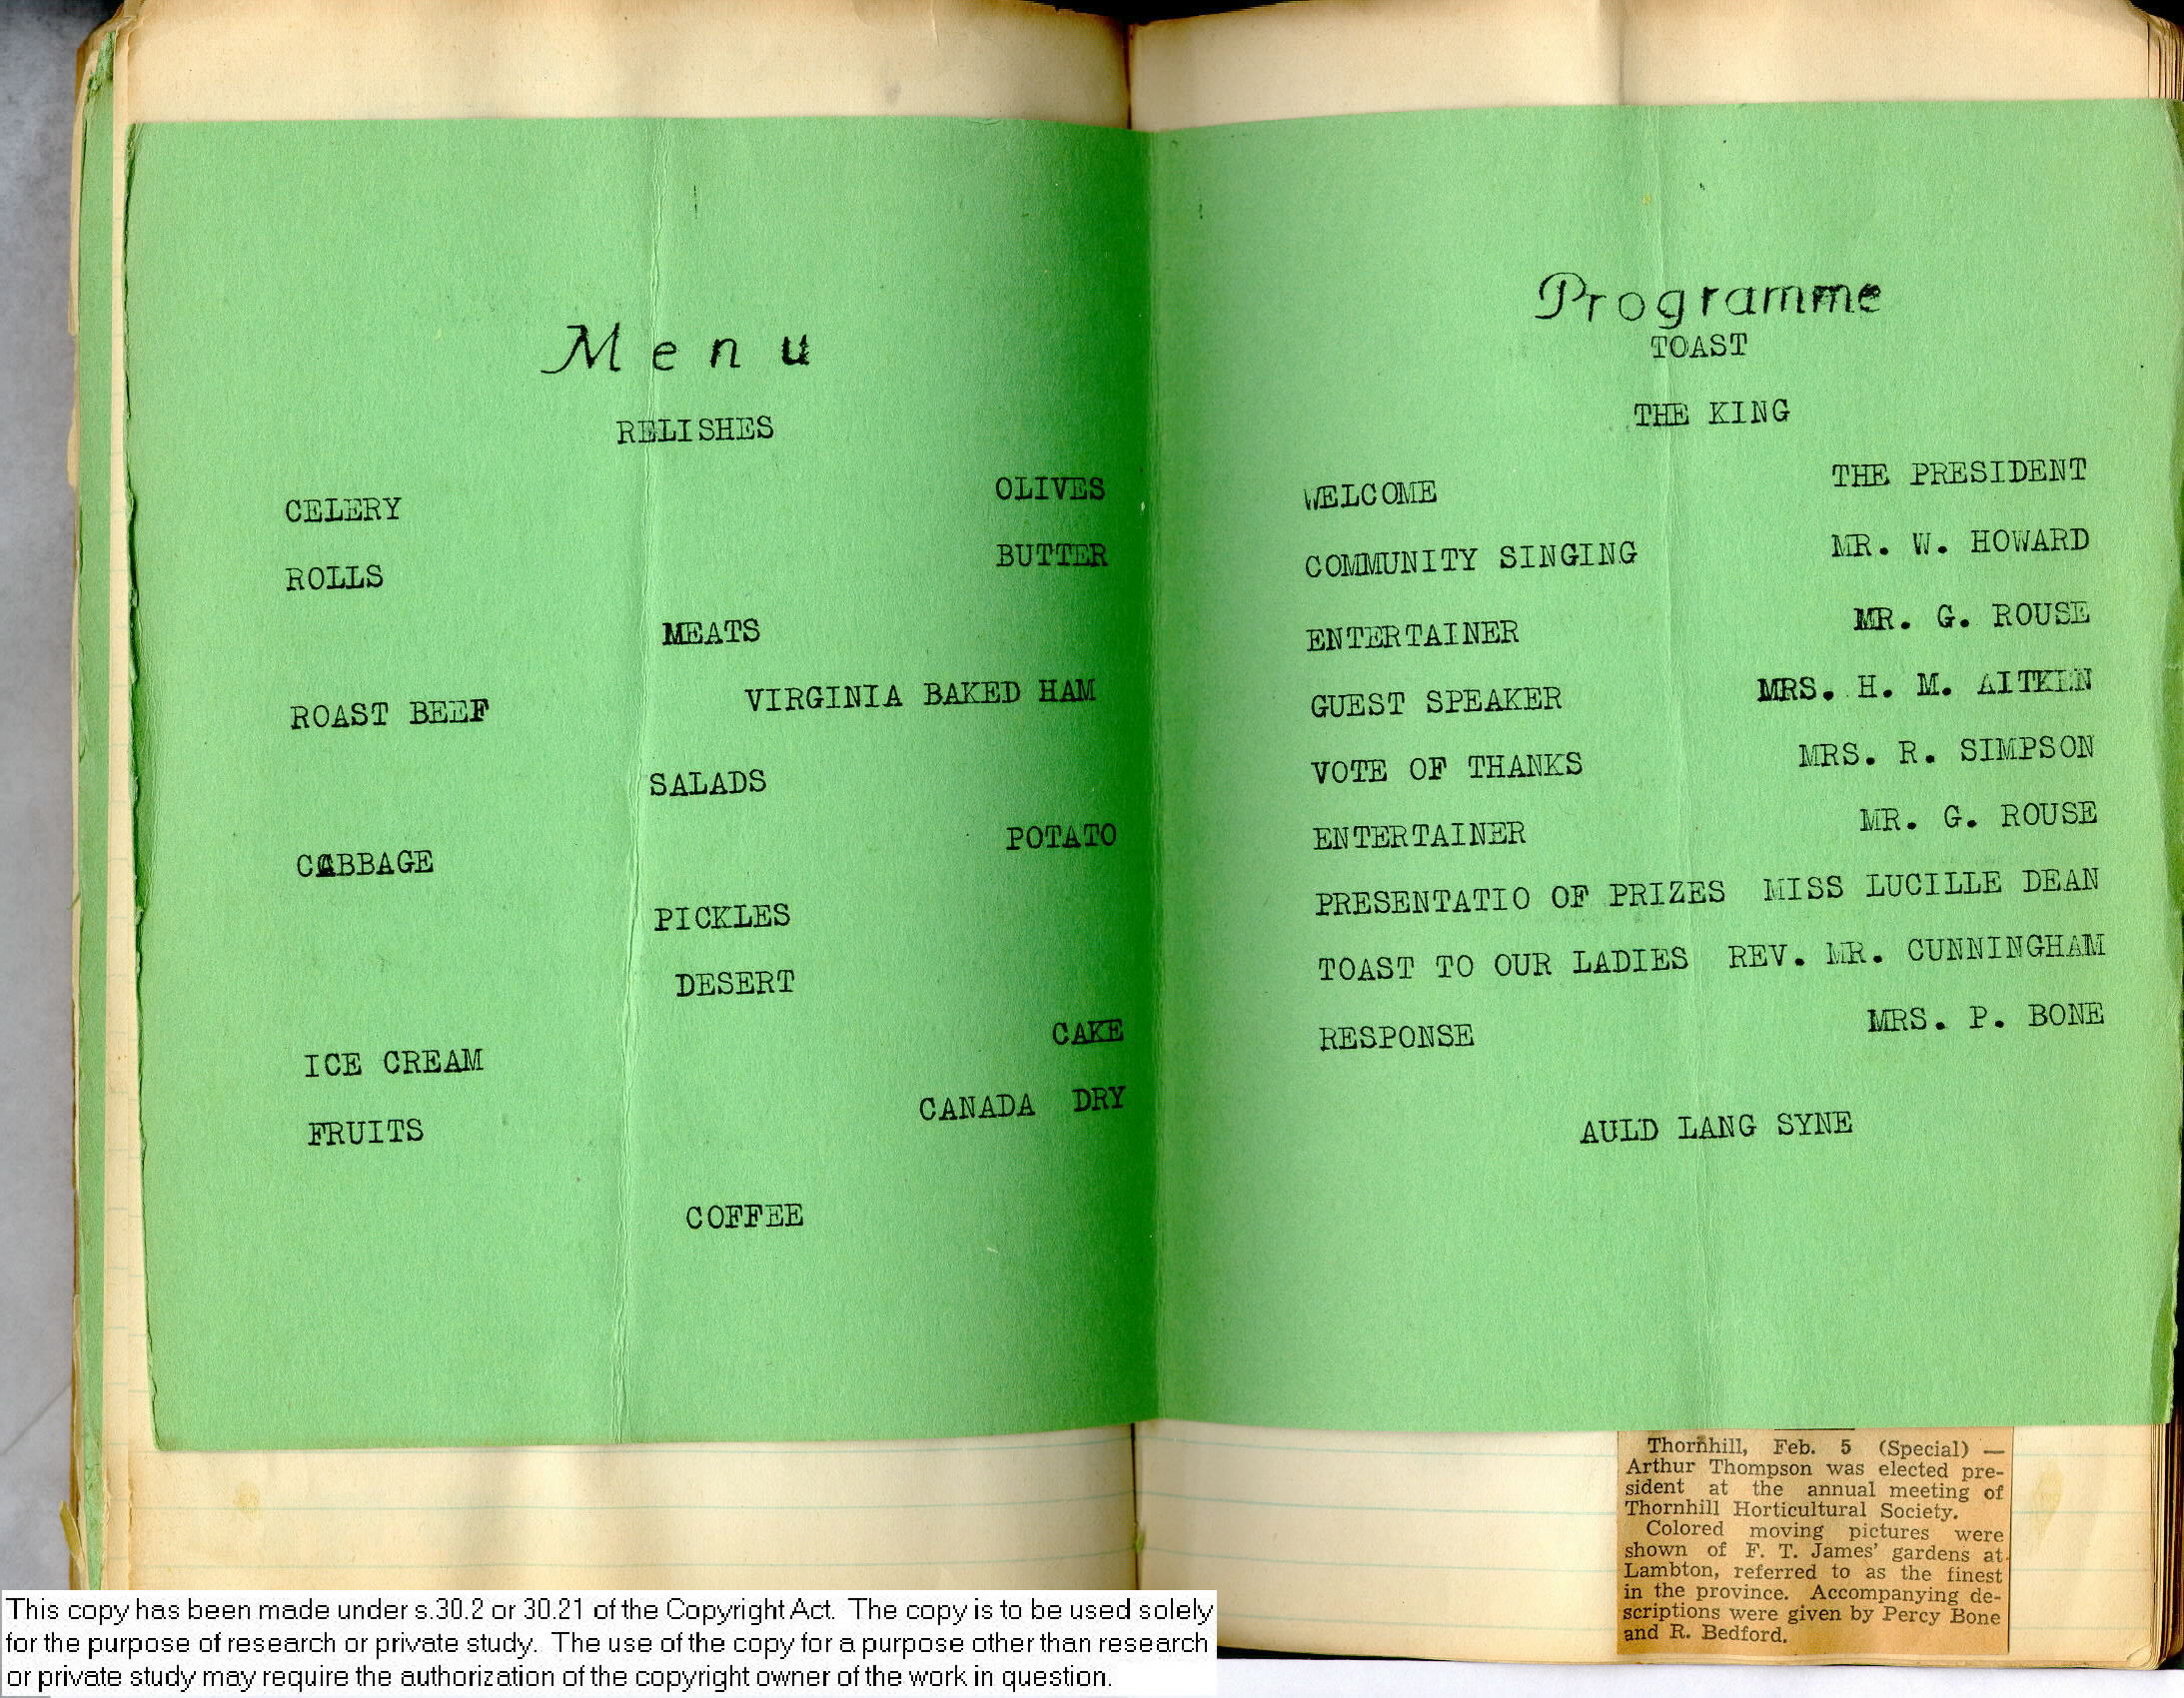 Menu
RELISHES
CELERY OLIVES
ROLLS BUTTER
MEATS
ROAST BEEF VIRGINIA BAKED HAM
SALADS
CABBAGE POTATO
PICKLES
DESERT
ICE CREAM CAKE
FRUITS CANADA DRY
COFFEE
Programme
TOAST
THE KING
WELCOME THE PRESIDENT
COMMUNITY SINGING MR. W. HOWARD
ENTERTAINER MR. G. ROUSE
GUEST SPEAKER MRS. H. M. AITKEN
VOTE OF THANKS MRS. R. SIMPSON
ENTERTAINER MR. G. ROUSE
PRESENTATIO OF PRIZES MISS LUCILLE DEAN
TOAST TO OUR LADIES REV. MR. CUNNINGHAM
RESPONSE MRS. P. BONE
AULD LANG SYNE
Thornhill, Feb. 5 (Special) —
Arthur Thompson was elected pre-
sident at the annual meeting of
Thornhill Horticultural Society.
Colored moving pictures were
shown of F. T. James' gardens at
Lambton, referred to as the finest
in the province. Accompanying de-
scriptions were given by Percy Bone
and R. Bedford.
This copy has been made under s.30.2 or 30.21 of the Copyright Act. The copy is to be used solely
for the purpose of research or private study. The use of the copy for a purpose other than research
or private study may require the authorization of the copyright owner of the work in question.